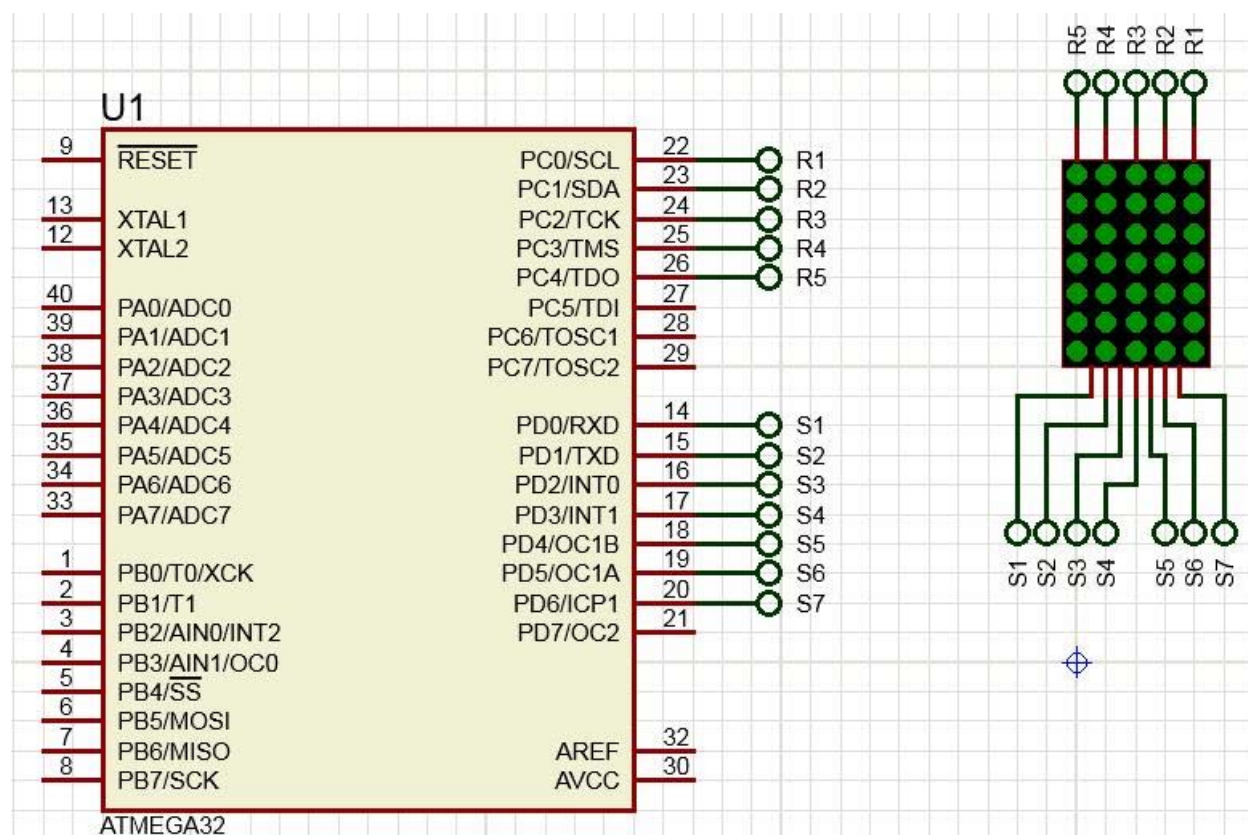 U1
9 RESET
13 XTAL1
12 XTAL2
40 PA0/ADC0
39 PA1/ADC1
38 PA2/ADC2
37 PA3/ADC3
36 PA4/ADC4
35 PA5/ADC5
34 PA6/ADC6
33 PA7/ADC7
1 PB0/T0/XCK
2 PB1/T1
3 PB2/AIN0/INT2
4 PB3/AIN1/OC0
5 PB4/SS
6 PB5/MOSI
7 PB6/MISO
8 PB7/SCK
PC0/SCL 22 R1
PC1/SDA 23 R2
PC2/TCK 24 R3
PC3/TMS 25 R4
PC4/TDO 26 R5
PC5/TDI 27
PC6/TOSC1 28
PC7/TOSC2 29
PD0/RXD 14 S1
PD1/TXD 15 S2
PD2/INT0 16 S3
PD3/INT1 17 S4
PD4/OC1B 18 S5
PD5/OC1A 19 S6
PD6/ICP1 20 S7
PD7/OC2 21
AREF 32
AVCC 30
ATMEGA32
R5 R4 R3 R2 R1
S1 S2 S3 S4 S5 S6 S7